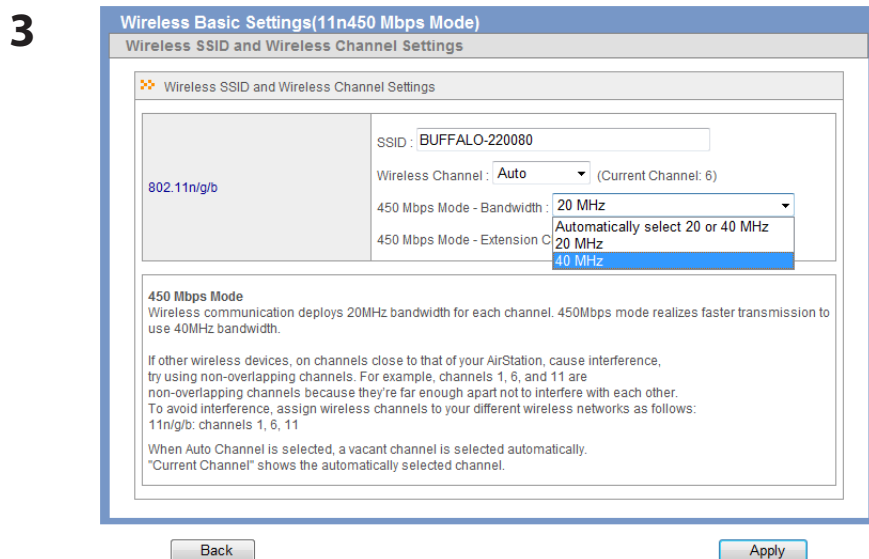 3
Wireless Basic Settings(11n450 Mbps Mode)
Wireless SSID and Wireless Channel Settings
Wireless SSID and Wireless Channel Settings
802.11n/g/b
SSID : BUFFALO-220080
Wireless Channel : Auto (Current Channel: 6)
450 Mbps Mode - Bandwidth : 20 MHz
Automatically select 20 or 40 MHz
450 Mbps Mode - Extension C
20 MHz
40 MHz
450 Mbps Mode
Wireless communication deploys 20MHz bandwidth for each channel. 450Mbps mode realizes faster transmission to
use 40MHz bandwidth.
If other wireless devices, on channels close to that of your AirStation, cause interference,
try using non-overlapping channels. For example, channels 1, 6, and 11 are
non-overlapping channels because they're far enough apart not to interfere with each other.
To avoid interference, assign wireless channels to your different wireless networks as follows:
11n/g/b: channels 1, 6, 11
When Auto Channel is selected, a vacant channel is selected automatically.
"Current Channel" shows the automatically selected channel.
Back
Apply